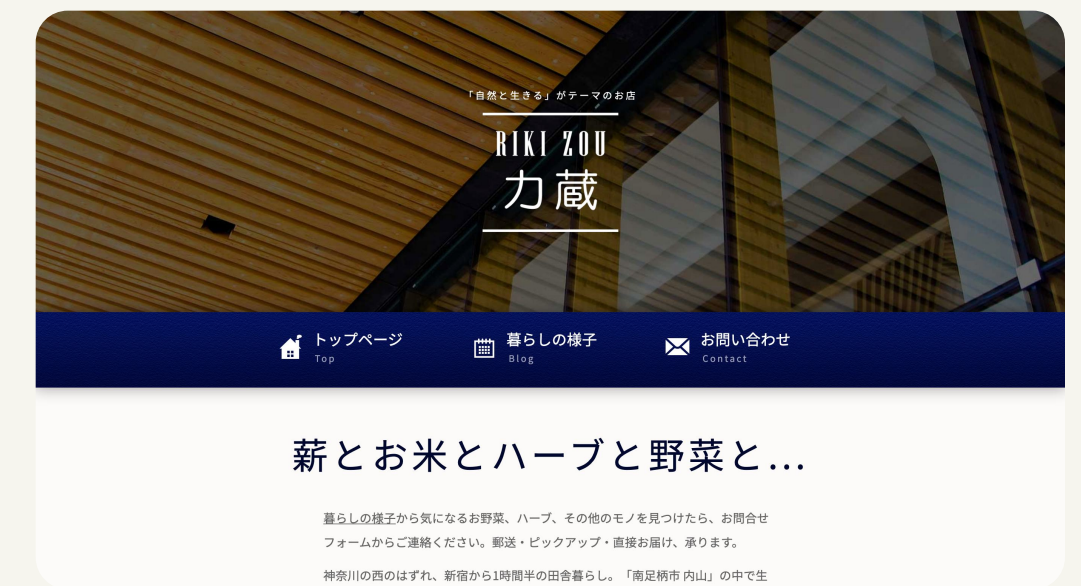 「自然と生きる」がテーマのお店
RIKI ZOU
力蔵
トップページ
Top
暮らしの様子
Blog
お問い合わせ
Contact
薪とお米とハーブと野菜と...
暮らしの様子から気になるお野菜、ハーブ、その他のモノを見つけたら、お問合せ
フォームからご連絡ください。郵送・ピックアップ・直接お届け、承ります。
神奈川の西のはずれ、新宿から1時間半の田舎暮らし。「南足柄市 内山」の中で生